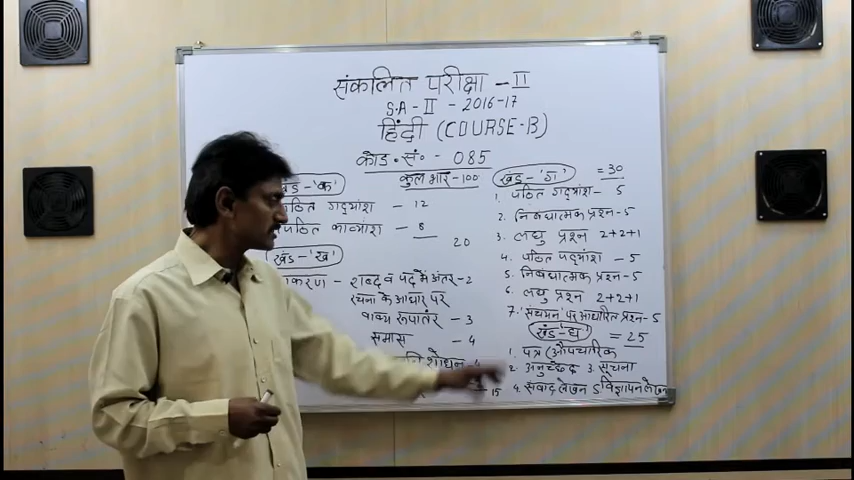 संकलित परीक्षा - II
S.A - II - 2016-17
हिंदी (COURSE-B)
कोड. सं. - 085
कुल भार - 100
खंड - 'क'
गद्यांश - 12
काव्यांश - 8
20
खंड - 'ख'
शब्द व पद में अंतर - 2
रचना के आधार पर
वाक्य रूपांतर - 3
समास - 4
शोधन - 4
15
खंड - 'ग' = 30
1. पठित गद्यांश - 5
2. निबंधात्मक प्रश्न - 5
3. लघु प्रश्न 2+2+1
4. पठित पद्यांश - 5
5. निबंधात्मक प्रश्न - 5
6. लघु प्रश्न 2+2+1
7. 'संचयन' पर आधारित प्रश्न - 5
खंड - 'घ' = 25
1. पत्र (औपचारिक
2. अनुच्छेद 3. सूचना
4. संवाद लेखन 5 विज्ञापन लेखन